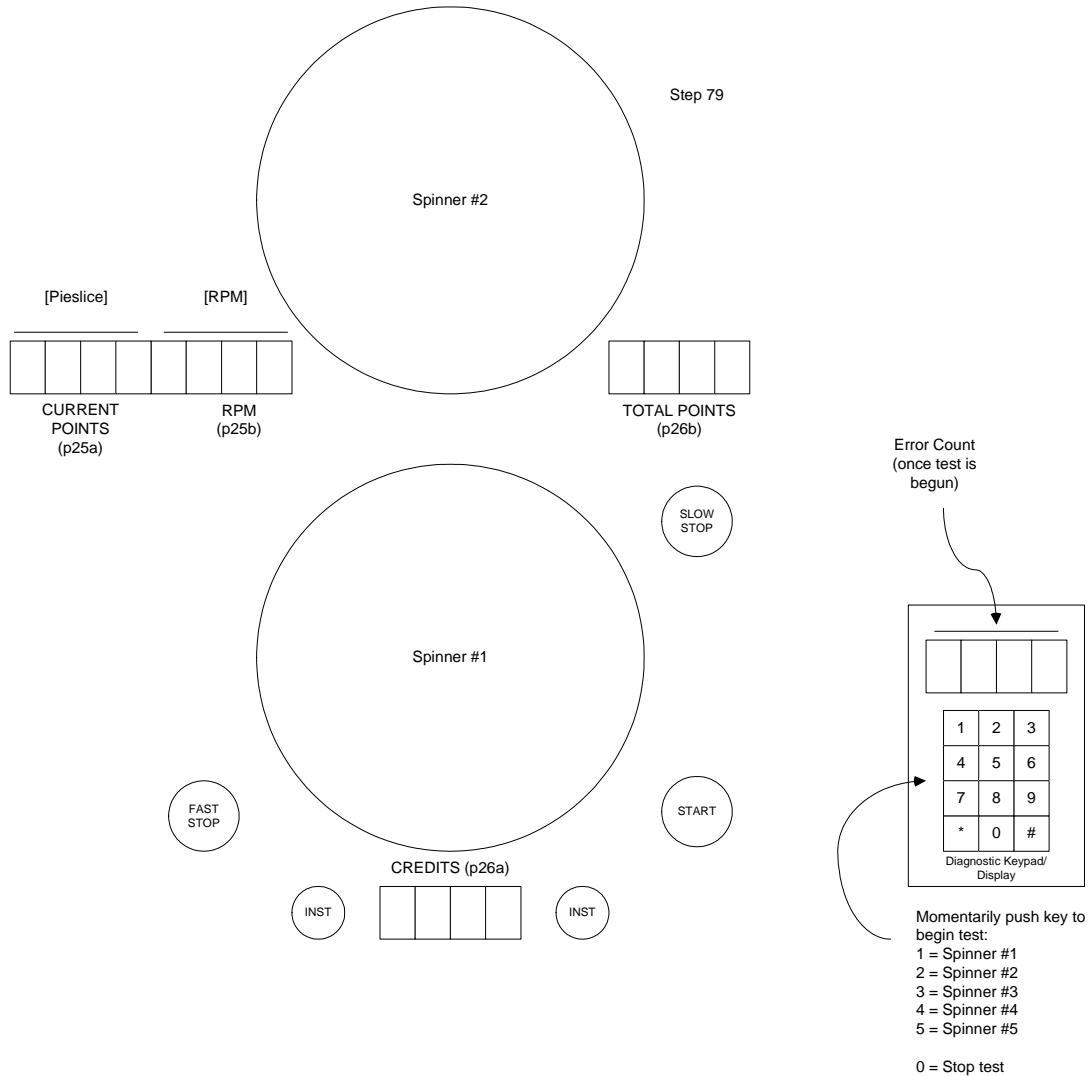 Step 79
Spinner #2
[Pieslice]
[RPM]
CURRENT
POINTS
(p25a)
RPM
(p25b)
TOTAL POINTS
(p26b)
Error Count
(once test is
begun)
SLOW
STOP
Spinner #1
1 2 3
4 5 6
7 8 9
* 0 #
Diagnostic Keypad/
Display
FAST
STOP
START
CREDITS (p26a)
INST
INST
Momentarily push key to
begin test:
1 = Spinner #1
2 = Spinner #2
3 = Spinner #3
4 = Spinner #4
5 = Spinner #5
0 = Stop test